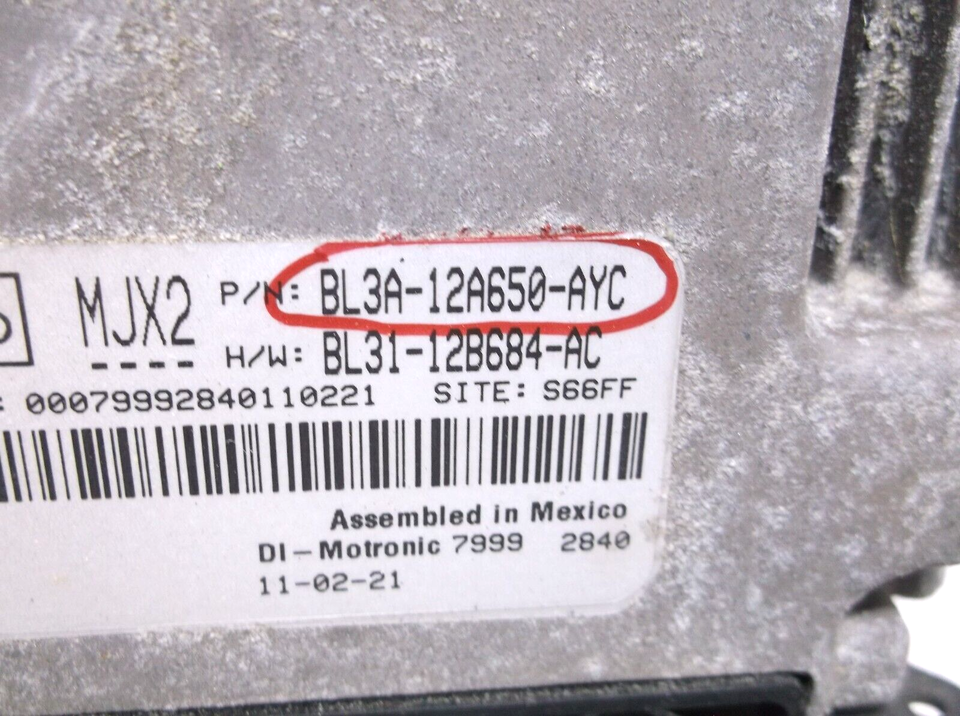 MJX2 P/N: BL3A-12A650-AYC
H/W: BL31-12B684-AC
: 00079992840110221 SITE: S66FF
Assembled in Mexico
DI-Motronic 7999 2840
11-02-21